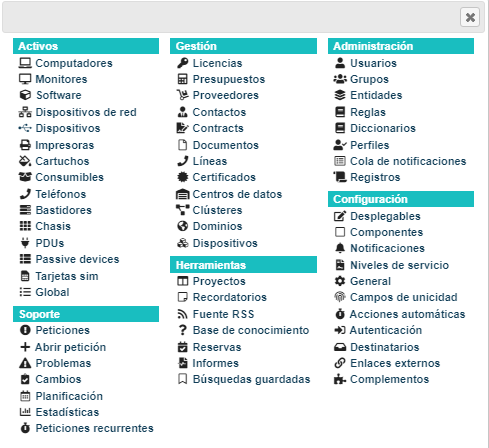 Activos
Computadores
Monitores
Software
Dispositivos de red
Dispositivos
Impresoras
Cartuchos
Consumibles
Teléfonos
Bastidores
Chasis
PDUs
Passive devices
Tarjetas sim
Global
Soporte
Peticiones
Abrir petición
Problemas
Cambios
Planificación
Estadísticas
Peticiones recurrentes
Gestión
Licencias
Presupuestos
Proveedores
Contactos
Contracts
Documentos
Líneas
Certificados
Centros de datos
Clústeres
Dominios
Dispositivos
Herramientas
Proyectos
Recordatorios
Fuente RSS
Base de conocimiento
Reservas
Informes
Búsquedas guardadas
Administración
Usuarios
Grupos
Entidades
Reglas
Diccionarios
Perfiles
Cola de notificaciones
Registros
Configuración
Desplegables
Componentes
Notificaciones
Niveles de servicio
General
Campos de unicidad
Acciones automáticas
Autenticación
Destinatarios
Enlaces externos
Complementos